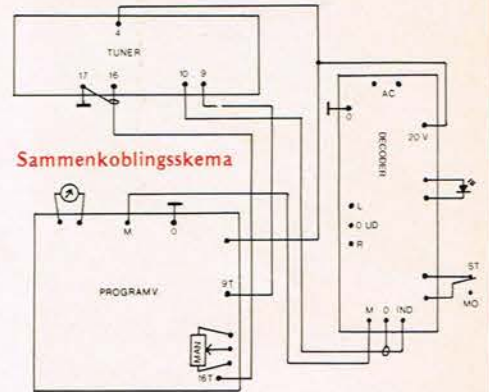 4
TUNER
17 16 10 9
Sammenkoblingsskema
AC
0
20 V
DECODER
L
0 UD
R
M 0
PROGRAMV.
9T
MAN
16T
ST
MO
M 0 IND